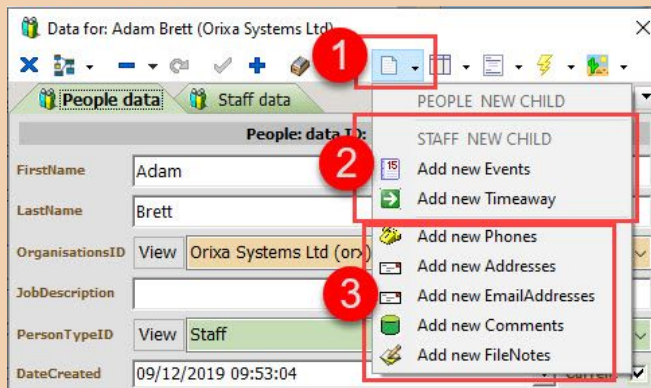 Data for: Adam Brett (Orixa Systems Ltd)
1
People data
Staff data
PEOPLE NEW CHILD
People: data ID:
STAFF NEW CHILD
2
15
Add new Events
Add new Timeaway
FirstName
Adam
LastName
Brett
OrganisationsID
View
Orixa Systems Ltd (orx)
JobDescription
PersonTypeID
View
Staff
DateCreated
09/12/2019 09:53:04
3
Add new Phones
Add new Addresses
Add new EmailAddresses
Add new Comments
Add new FileNotes